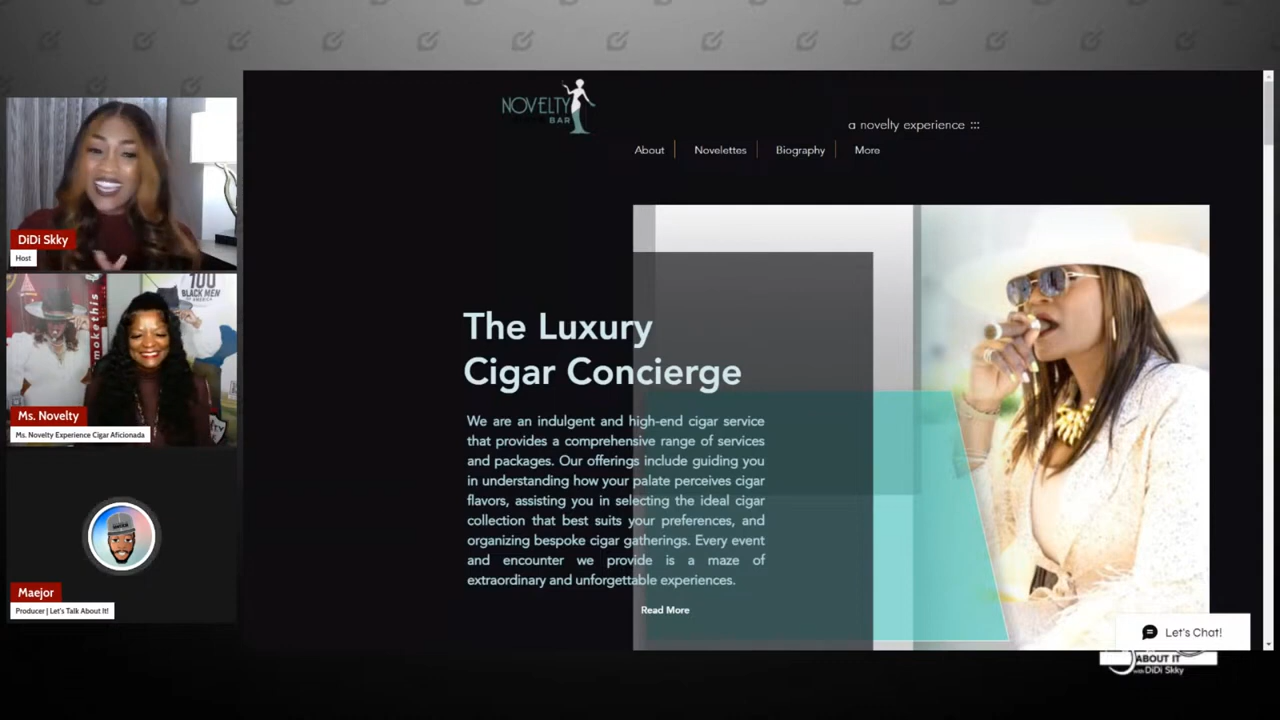 DiDi Skky
Host
smokethis
100
BLACK MEN
Ms. Novelty
Ms. Novelty Experience Cigar Aficionada
Maejor
Producer | Let's Talk About It!
NOVELTY
BAR
a novelty experience :::
About
Novelettes
Biography
More
The Luxury
Cigar Concierge
We are an indulgent and high-end cigar service
that provides a comprehensive range of services
and packages. Our offerings include guiding you
in understanding how your palate perceives cigar
flavors, assisting you in selecting the ideal cigar
collection that best suits your preferences, and
organizing bespoke cigar gatherings. Every event
and encounter we provide is a maze of
extraordinary and unforgettable experiences.
Read More
Let's Chat!
ABOUT IT
with DiDi Skky